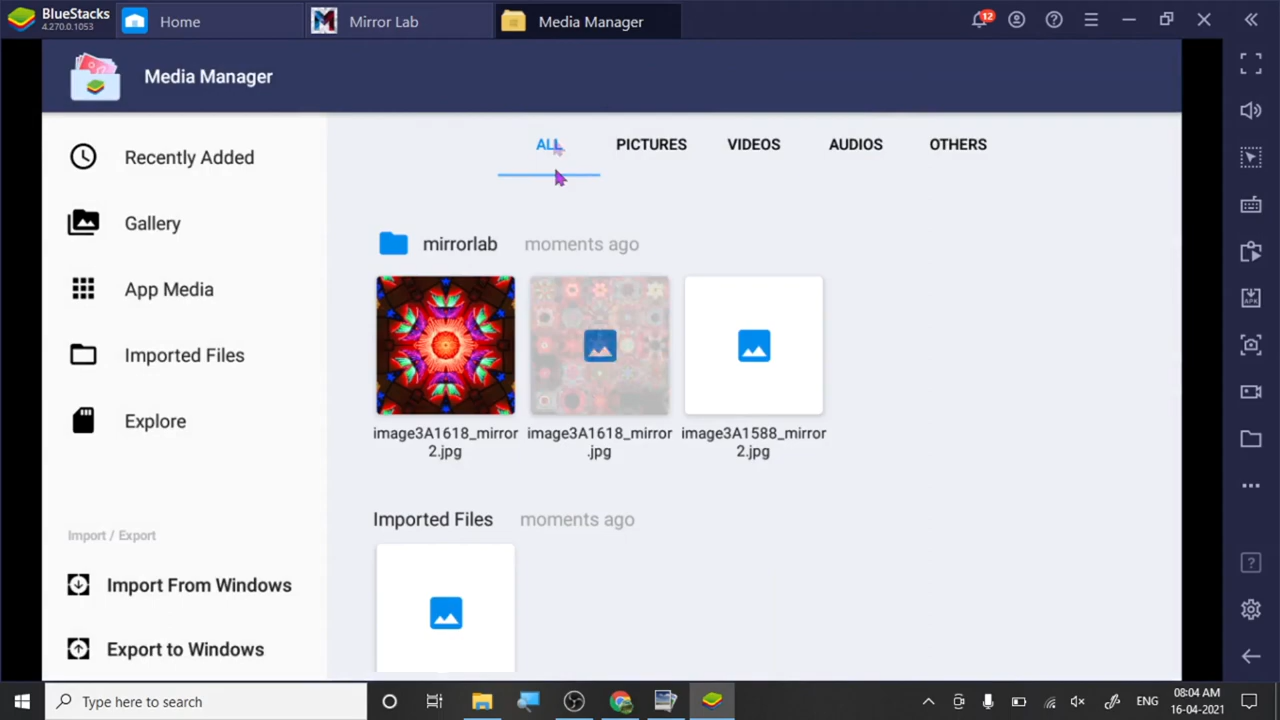 BlueStacks
4.270.0.1053
Home
Mirror Lab
Media Manager
12
Media Manager
Recently Added
Gallery
App Media
Imported Files
Explore
Import / Export
Import From Windows
Export to Windows
ALL
PICTURES
VIDEOS
AUDIOS
OTHERS
mirrorlab
moments ago
image3A1618_mirror
2.jpg
image3A1618_mirror
.jpg
image3A1588_mirror
2.jpg
Imported Files
moments ago
APK
Type here to search
ENG
08:04 AM
16-04-2021